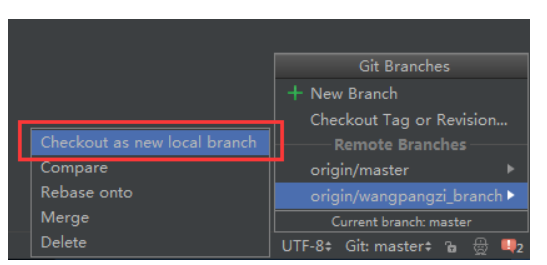 Git Branches
New Branch
Checkout Tag or Revision...
Remote Branches
origin/master
origin/wangpangzi_branch
Current branch: master
Checkout as new local branch
Compare
Rebase onto
Merge
Delete
UTF-8 Git: master 2